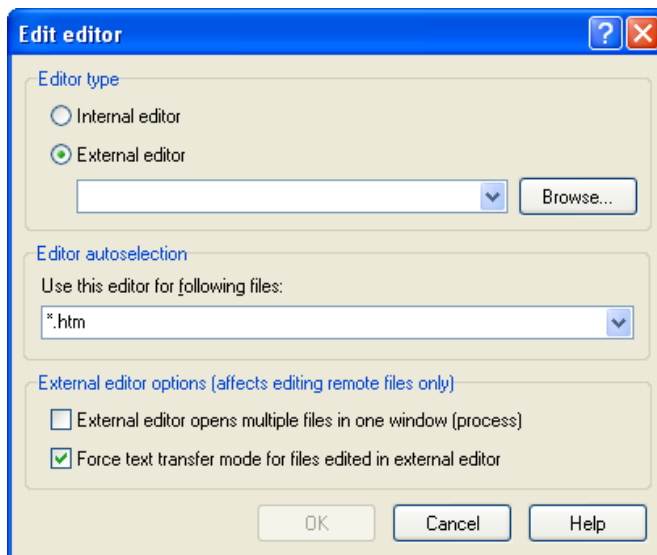 Edit editor
Editor type
Internal editor
External editor
Browse...
Editor autoselection
Use this editor for following files:
*.htm
External editor options (affects editing remote files only)
External editor opens multiple files in one window (process)
Force text transfer mode for files edited in external editor
OK Cancel Help